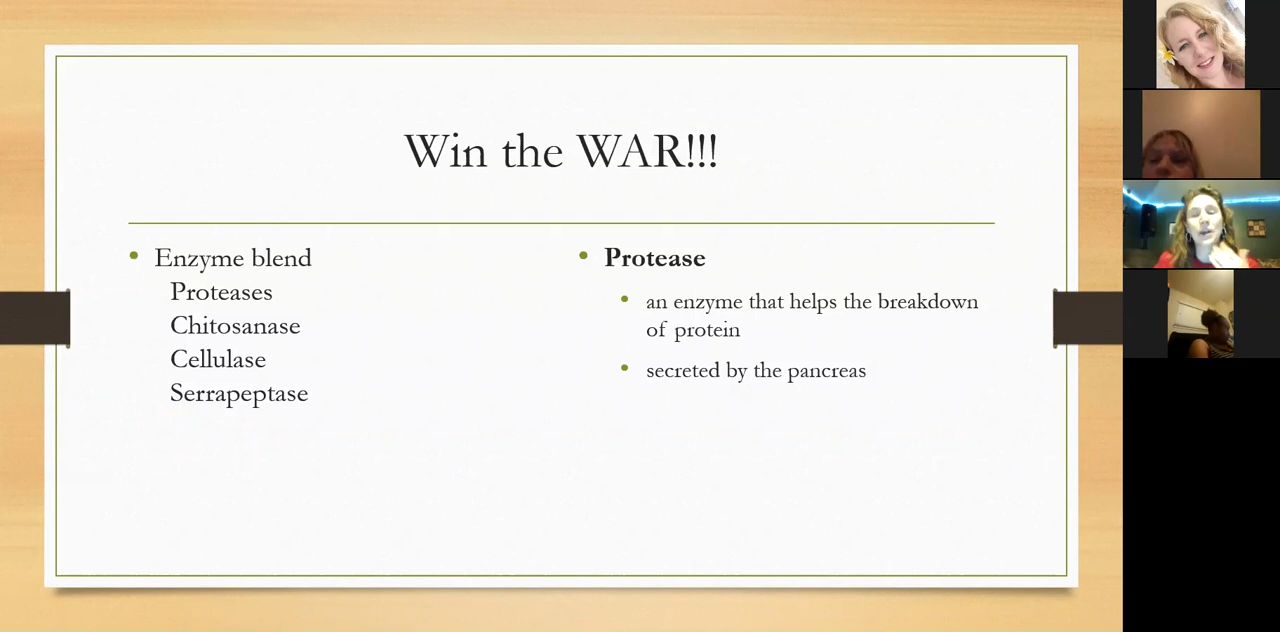 Win the WAR!!!
• Enzyme blend
Proteases
Chitosanase
Cellulase
Serrapeptase
• Protease
• an enzyme that helps the breakdown
of protein
• secreted by the pancreas